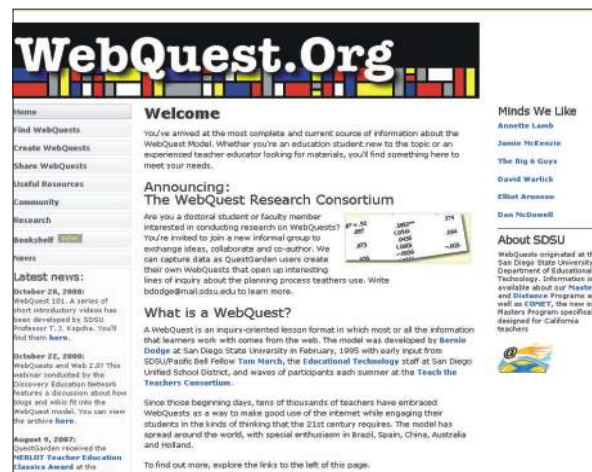 WebQuest.Org
Home
Find WebQuests
Create WebQuests
Share WebQuests
Useful Resources
Community
Research
Bookshelf NEW
News
Latest news:
October 28, 2008:
WebQuest 101. A series of
short introductory videos has
been developed by SDSU
Professor T. J. Kopcha. You'll
find them here.
October 22, 2008:
WebQuests and Web 2.0? This
webinar conducted by the
Discovery Education Network
features a discussion about how
blogs and wikis fit into the
WebQuest model. You can view
the archive here.
August 9, 2007:
QuestGarden received the
MERLOT Teacher Education
Classics Award at the
Welcome
You've arrived at the most complete and current source of information about the
WebQuest Model. Whether you're an education student new to the topic or an
experienced teacher educator looking for materials, you'll find something here to
meet your needs.
Announcing:
The WebQuest Research Consortium
Are you a doctoral student or faculty member
interested in conducting research on WebQuests?
You're invited to join a new informal group to
exchange ideas, collaborate and co-author. We
can capture data as QuestGarden users create
their own WebQuests that open up interesting
lines of inquiry about the planning process teachers use. Write
bdodge@mail.sdsu.edu to learn more.
What is a WebQuest?
A WebQuest is an inquiry-oriented lesson format in which most or all the information
that learners work with comes from the web. The model was developed by Bernie
Dodge at San Diego State University in February, 1995 with early input from
SDSU/Pacific Bell Fellow Tom March, the Educational Technology staff at San Diego
Unified School District, and waves of participants each summer at the Teach the
Teachers Consortium.
Since those beginning days, tens of thousands of teachers have embraced
WebQuests as a way to make good use of the internet while engaging their
students in the kinds of thinking that the 21st century requires. The model has
spread around the world, with special enthusiasm in Brazil, Spain, China, Australia
and Holland.
To find out more, explore the links to the left of this page.
Minds We Like
Annette Lamb
Jamie McKenzie
The Big 6 Guys
David Warlick
Elliot Aronson
Dan McDowell
About SDSU
WebQuests originated at th
San Diego State University
Department of Educational
Technology. Information is
available about our Master
and Distance Programs a
well as COMET, the new on
Masters Program specifical
designed for California
teachers